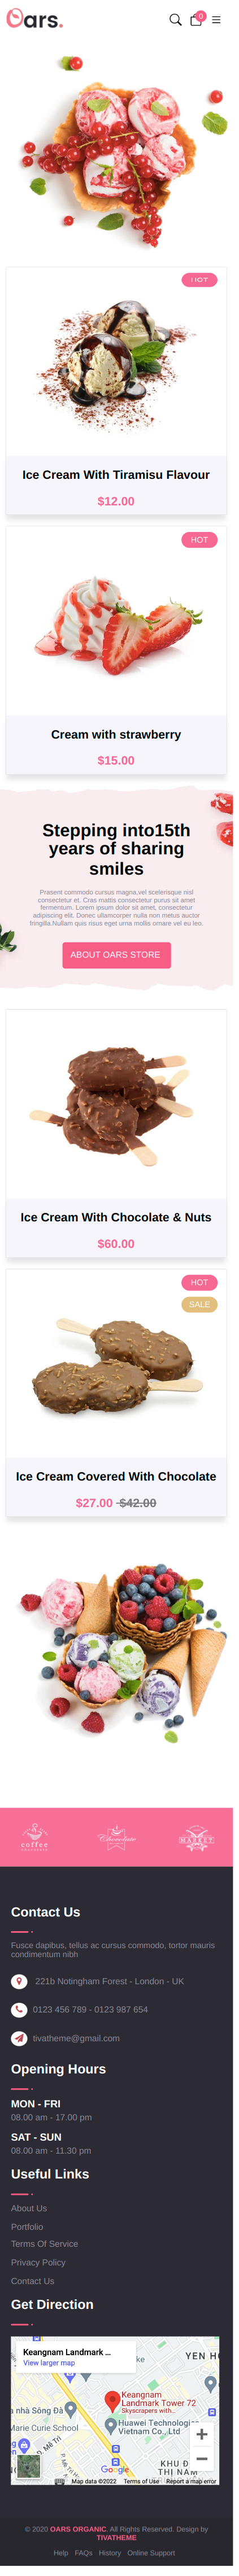 Oars.
0
HOT
Ice Cream With Tiramisu Flavour
$12.00
HOT
Cream with strawberry
$15.00
Stepping into15th
years of sharing
smiles
Prasent commodo cursus magna,vel scelerisque nisl
consectetur et. Cras mattis consectetur purus sit amet
fermentum. Lorem ipsum dolor sit amet, consectetur
adipiscing elit. Donec ullamcorper nulla non metus auctor
fringilla.Nullam quis risus eget urna mollis ornare vel eu leo.
ABOUT OARS STORE
Ice Cream With Chocolate & Nuts
$60.00
HOT
SALE
Ice Cream Covered With Chocolate
$27.00 $42.00
coffee
Chocolate
MARKET
Contact Us
Fusce dapibus, tellus ac cursus commodo, tortor mauris
condimentum nibh
221b Notingham Forest - London - UK
0123 456 789 - 0123 987 654
tivatheme@gmail.com
Opening Hours
MON - FRI
08.00 am - 17.00 pm
SAT - SUN
08.00 am - 11.30 pm
Useful Links
About Us
Portfolio
Terms Of Service
Privacy Policy
Contact Us
Get Direction
Keangnam Landmark ...
View larger map
ke
YEN H
Keangnam
Landmark Tower 72
Skyscrapers with...
a nhà Sông Đà
Marie Curie School
Huawei Technologies
Vietnam Co., Ltd
KHU Đ
Google
Map data ©2022 Terms of Use Report a map error
© 2020 OARS ORGANIC. All Rights Reserved. Design by
TIVATHEME
Help FAQs History Online Support